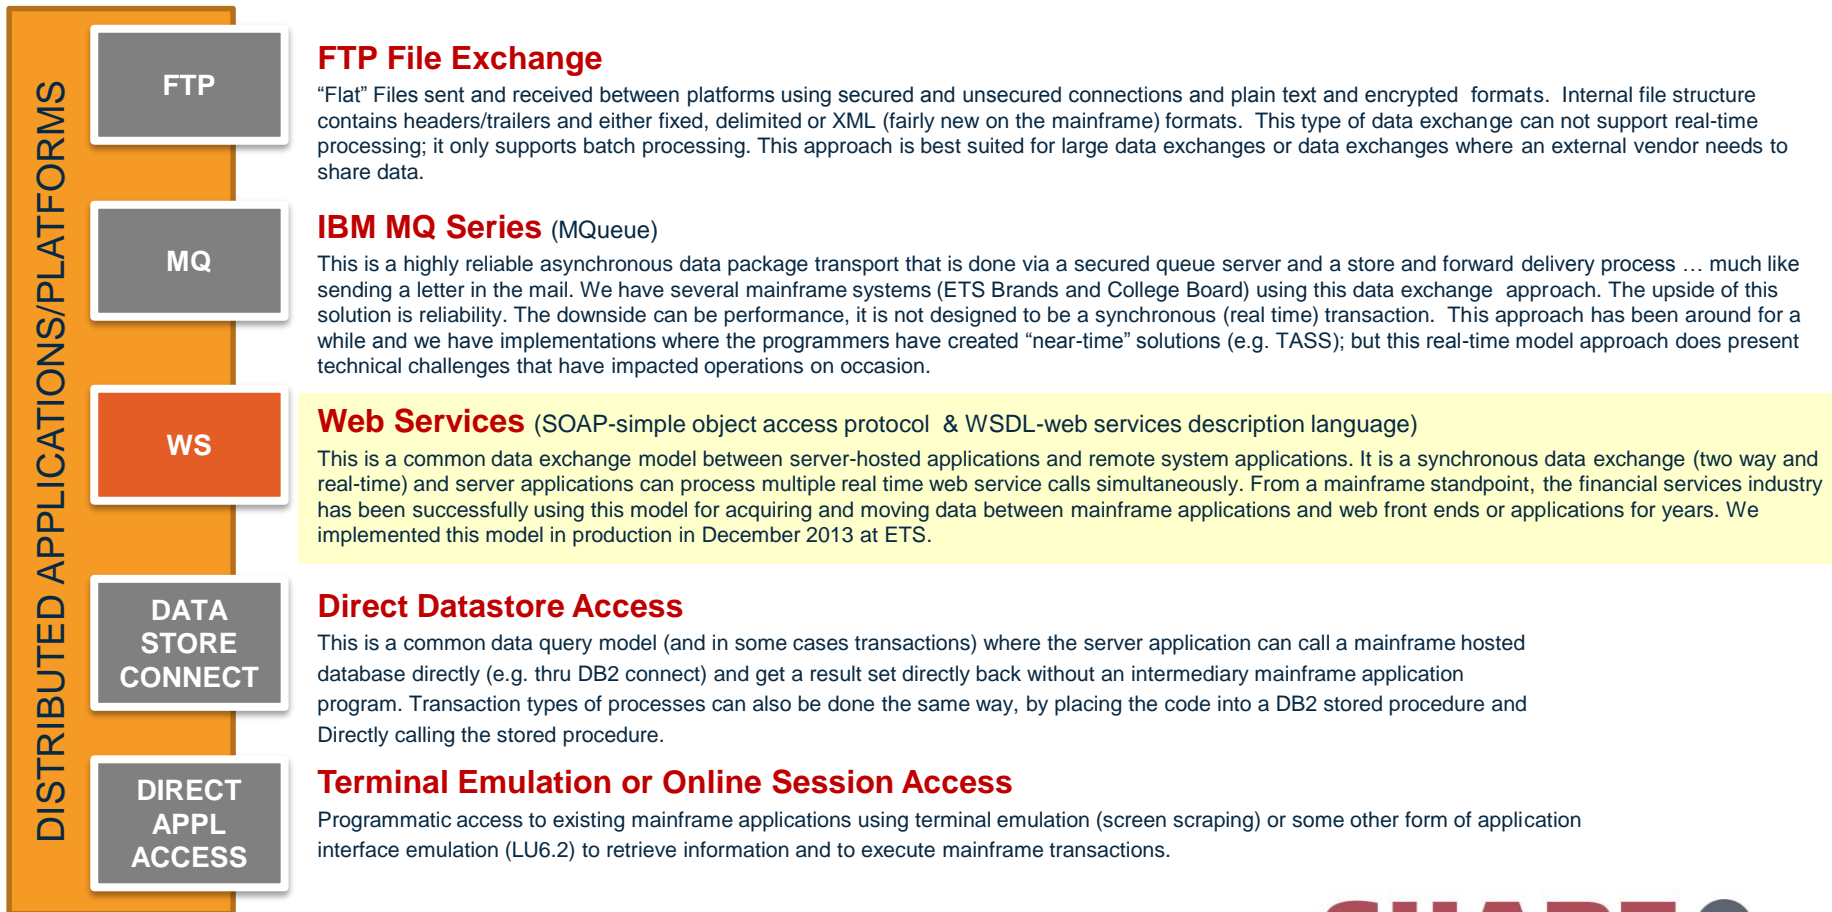 DISTRIBUTED APPLICATIONS/PLATFORMS
FTP
FTP File Exchange
“Flat” Files sent and received between platforms using secured and unsecured connections and plain text and encrypted formats. Internal file structure
contains headers/trailers and either fixed, delimited or XML (fairly new on the mainframe) formats. This type of data exchange can not support real-time
processing; it only supports batch processing. This approach is best suited for large data exchanges or data exchanges where an external vendor needs to
share data.
MQ
IBM MQ Series (MQueue)
This is a highly reliable asynchronous data package transport that is done via a secured queue server and a store and forward delivery process … much like
sending a letter in the mail. We have several mainframe systems (ETS Brands and College Board) using this data exchange approach. The upside of this
solution is reliability. The downside can be performance, it is not designed to be a synchronous (real time) transaction. This approach has been around for a
while and we have implementations where the programmers have created “near-time” solutions (e.g. TASS); but this real-time model approach does present
technical challenges that have impacted operations on occasion.
WS
Web Services (SOAP-simple object access protocol & WSDL-web services description language)
This is a common data exchange model between server-hosted applications and remote system applications. It is a synchronous data exchange (two way and
real-time) and server applications can process multiple real time web service calls simultaneously. From a mainframe standpoint, the financial services industry
has been successfully using this model for acquiring and moving data between mainframe applications and web front ends or applications for years. We
implemented this model in production in December 2013 at ETS.
DATA
STORE
CONNECT
Direct Datastore Access
This is a common data query model (and in some cases transactions) where the server application can call a mainframe hosted
database directly (e.g. thru DB2 connect) and get a result set directly back without an intermediary mainframe application
program. Transaction types of processes can also be done the same way, by placing the code into a DB2 stored procedure and
Directly calling the stored procedure.
DIRECT
APPL
ACCESS
Terminal Emulation or Online Session Access
Programmatic access to existing mainframe applications using terminal emulation (screen scraping) or some other form of application
interface emulation (LU6.2) to retrieve information and to execute mainframe transactions.